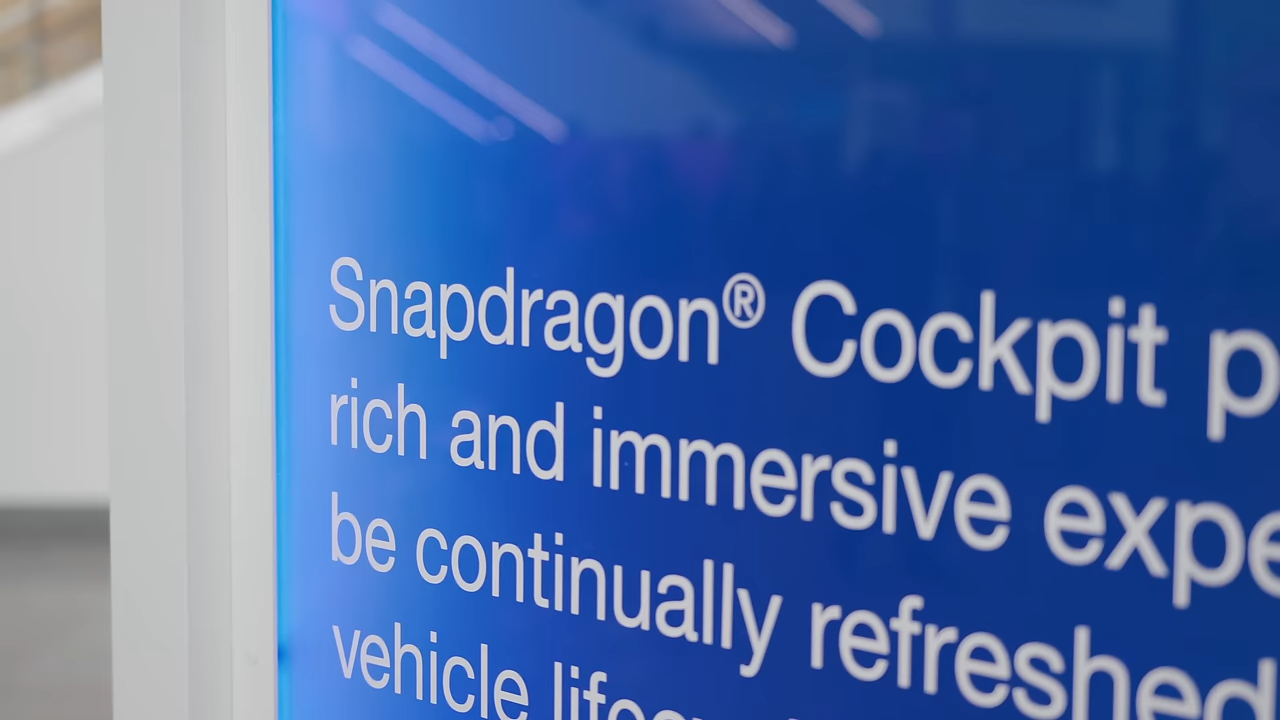 Snapdragon® Cockpit
rich and immersive
be continually refreshed
vehicle